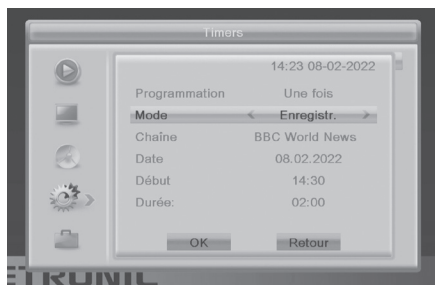 Timers
14:23 08-02-2022
Programmation Une fois
Mode < Enregistr. >
Chaîne BBC World News
Date 08.02.2022
Début 14:30
Durée: 02:00
OK Retour
ETRONIC